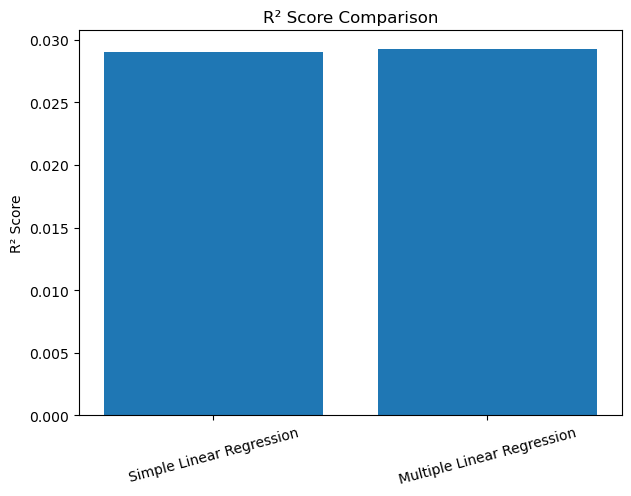 R² Score Comparison
R² Score
0.030
0.025
0.020
0.015
0.010
0.005
0.000
Simple Linear Regression
Multiple Linear Regression